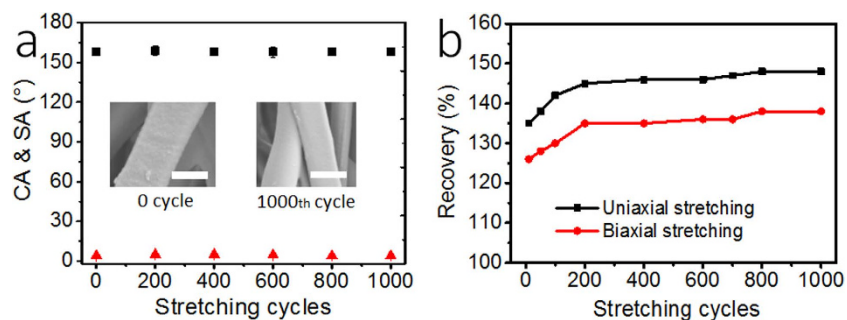 a
180
150
120
90
60
30
0
CA & SA (°)
0 cycle
1000th cycle
0 200 400 600 800 1000
Stretching cycles
b
160
150
140
130
120
110
100
Recovery (%)
Uniaxial stretching
Biaxial stretching
0 200 400 600 800 1000
Stretching cycles